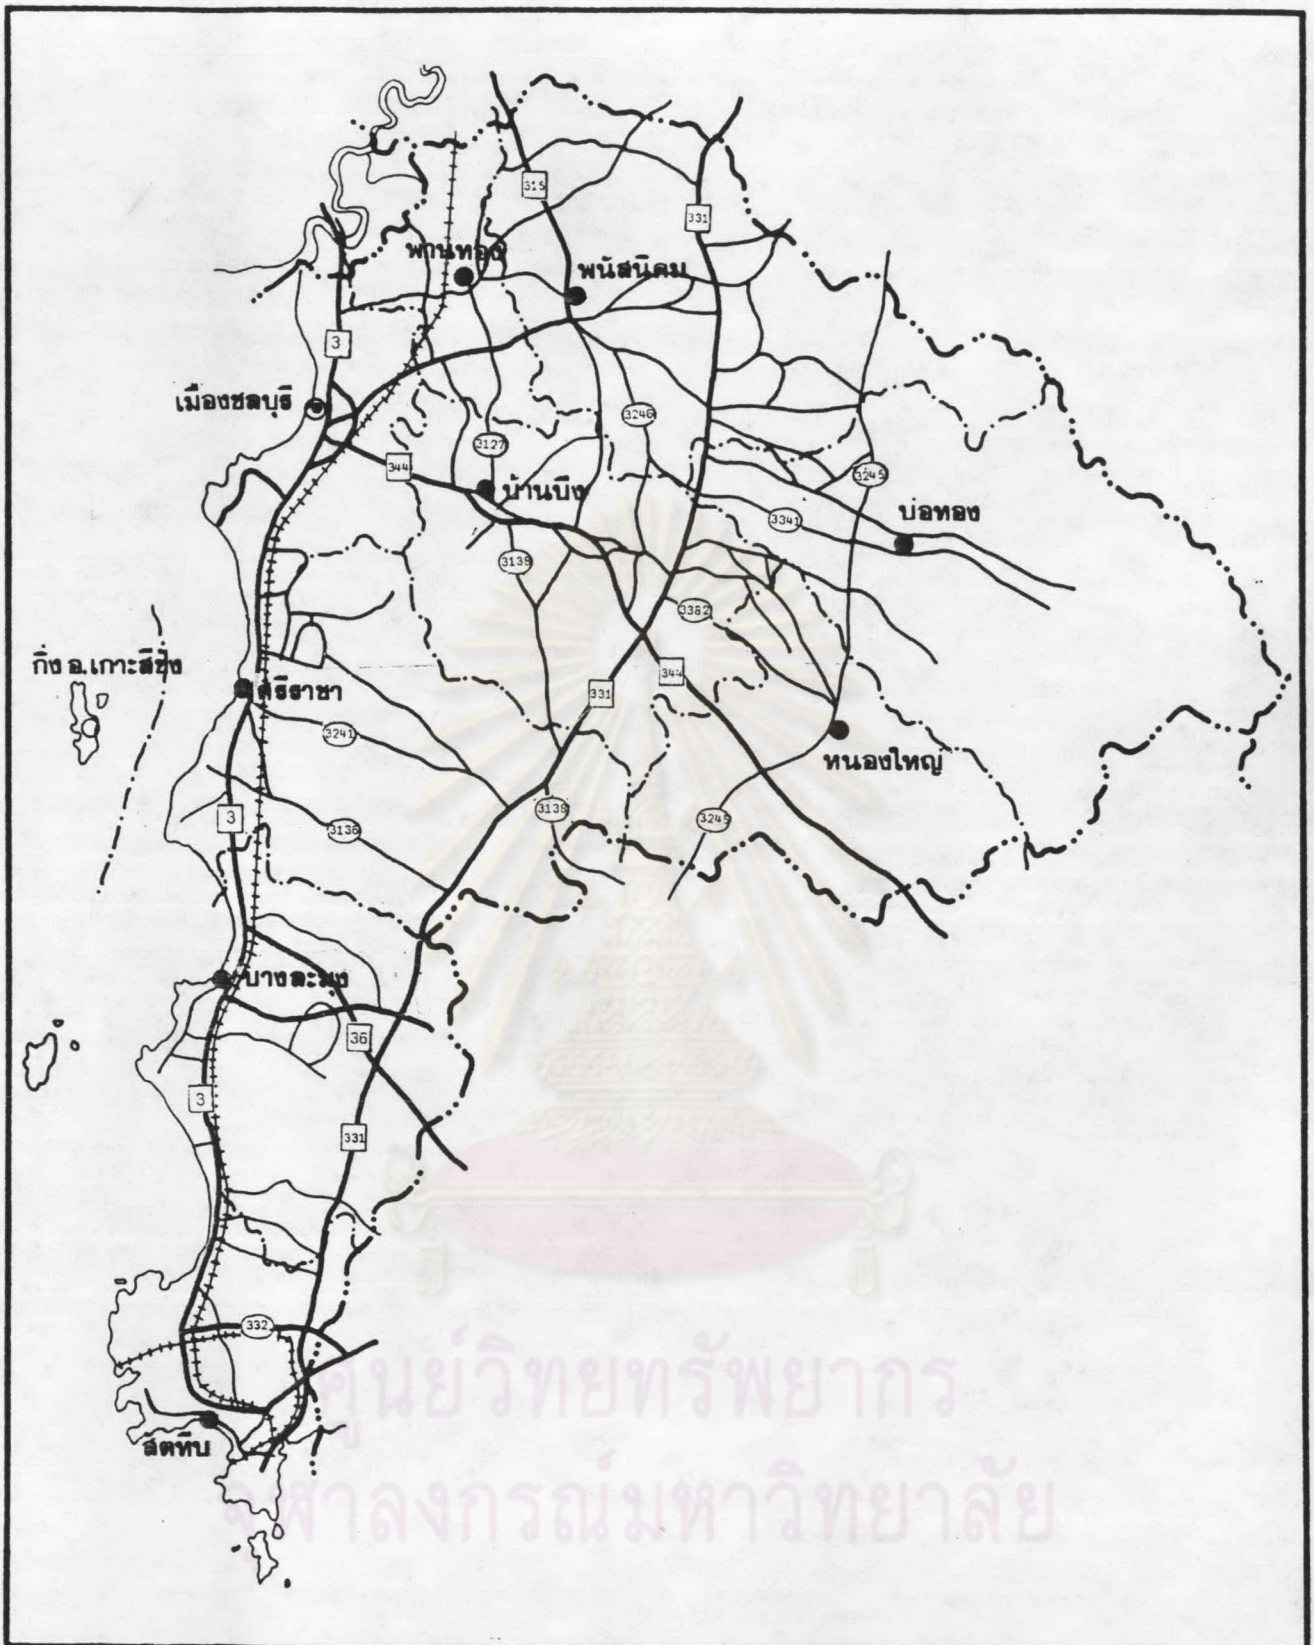 315
331
พานทอง
พนัสนิคม
3
เมืองชลบุรี
3246
3127
344
3245
บ้านบึง
บ่อทอง
3341
3138
3382
กิ่ง อ.เกาะสีชัง
344
ศรีราชา
331
3241
หนองใหญ่
3138
3245
3
3136
บางละมุง
36
3
331
332
สัตหีบ
ศูนย์วิทยทรัพยากร
จุฬาลงกรณ์มหาวิทยาลัย